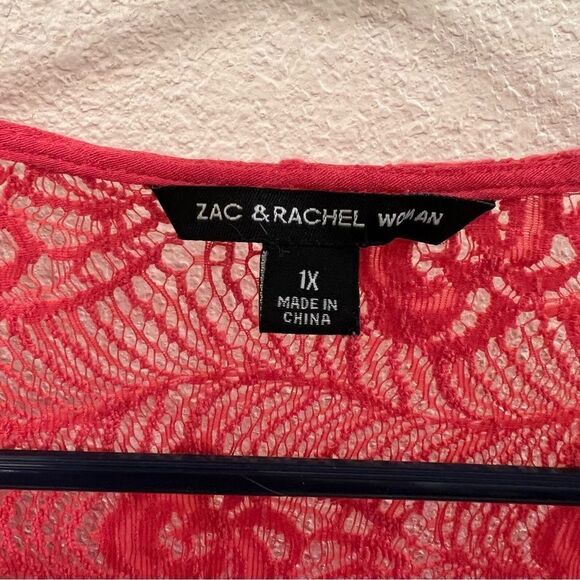 ZAC & RACHEL WOMAN
1X
MADE IN
CHINA